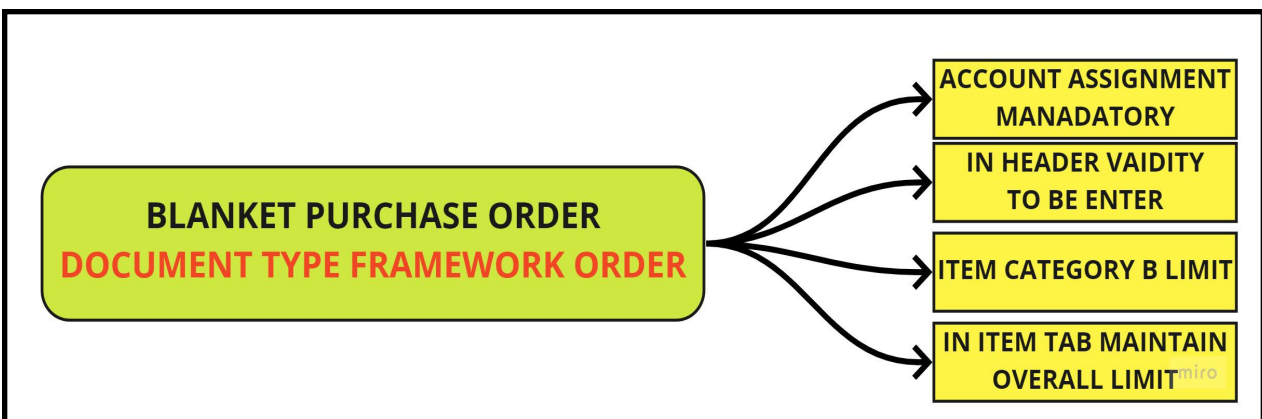 BLANKET PURCHASE ORDER
DOCUMENT TYPE FRAMEWORK ORDER
ACCOUNT ASSIGNMENT
MANADATORY
IN HEADER VAIDITY
TO BE ENTER
ITEM CATEGORY B LIMIT
IN ITEM TAB MAINTAIN
OVERALL LIMIT
miro